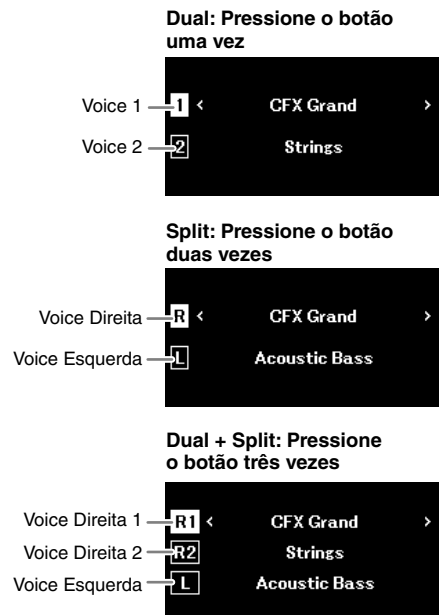 Dual: Pressione o botão
uma vez
Voice 1 1 < CFX Grand >
Voice 2 2 Strings
Split: Pressione o botão
duas vezes
Voice Direita R < CFX Grand >
Voice Esquerda L Acoustic Bass
Dual + Split: Pressione
o botão três vezes
Voice Direita 1 R1 < CFX Grand >
Voice Direita 2 R2 Strings
Voice Esquerda L Acoustic Bass